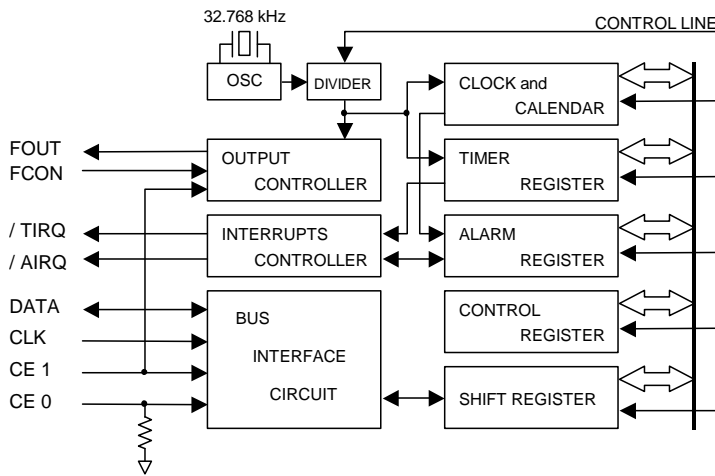 32.768 kHz
CONTROL LINE
OSC
DIVIDER
CLOCK and
CALENDAR
FOUT
FCON
OUTPUT
CONTROLLER
TIMER
REGISTER
/ TIRQ
/ AIRQ
INTERRUPTS
CONTROLLER
ALARM
REGISTER
DATA
CLK
CE 1
CE 0
BUS
INTERFACE
CIRCUIT
CONTROL
REGISTER
SHIFT REGISTER